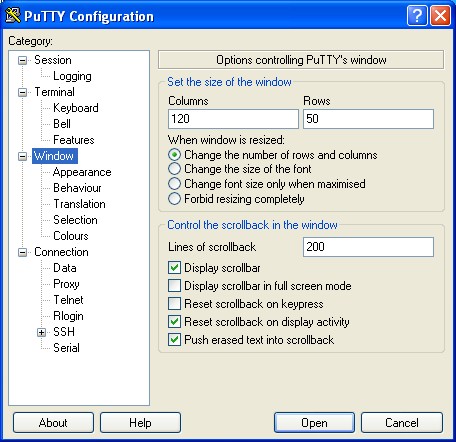 PuTTY Configuration
Category:
Session
Logging
Terminal
Keyboard
Bell
Features
Window
Appearance
Behaviour
Translation
Selection
Colours
Connection
Data
Proxy
Telnet
Rlogin
SSH
Serial
Options controlling PuTTY's window
Set the size of the window
Columns Rows
120 50
When window is resized:
Change the number of rows and columns
Change the size of the font
Change font size only when maximised
Forbid resizing completely
Control the scrollback in the window
Lines of scrollback 200
Display scrollbar
Display scrollbar in full screen mode
Reset scrollback on keypress
Reset scrollback on display activity
Push erased text into scrollback
About Help Open Cancel